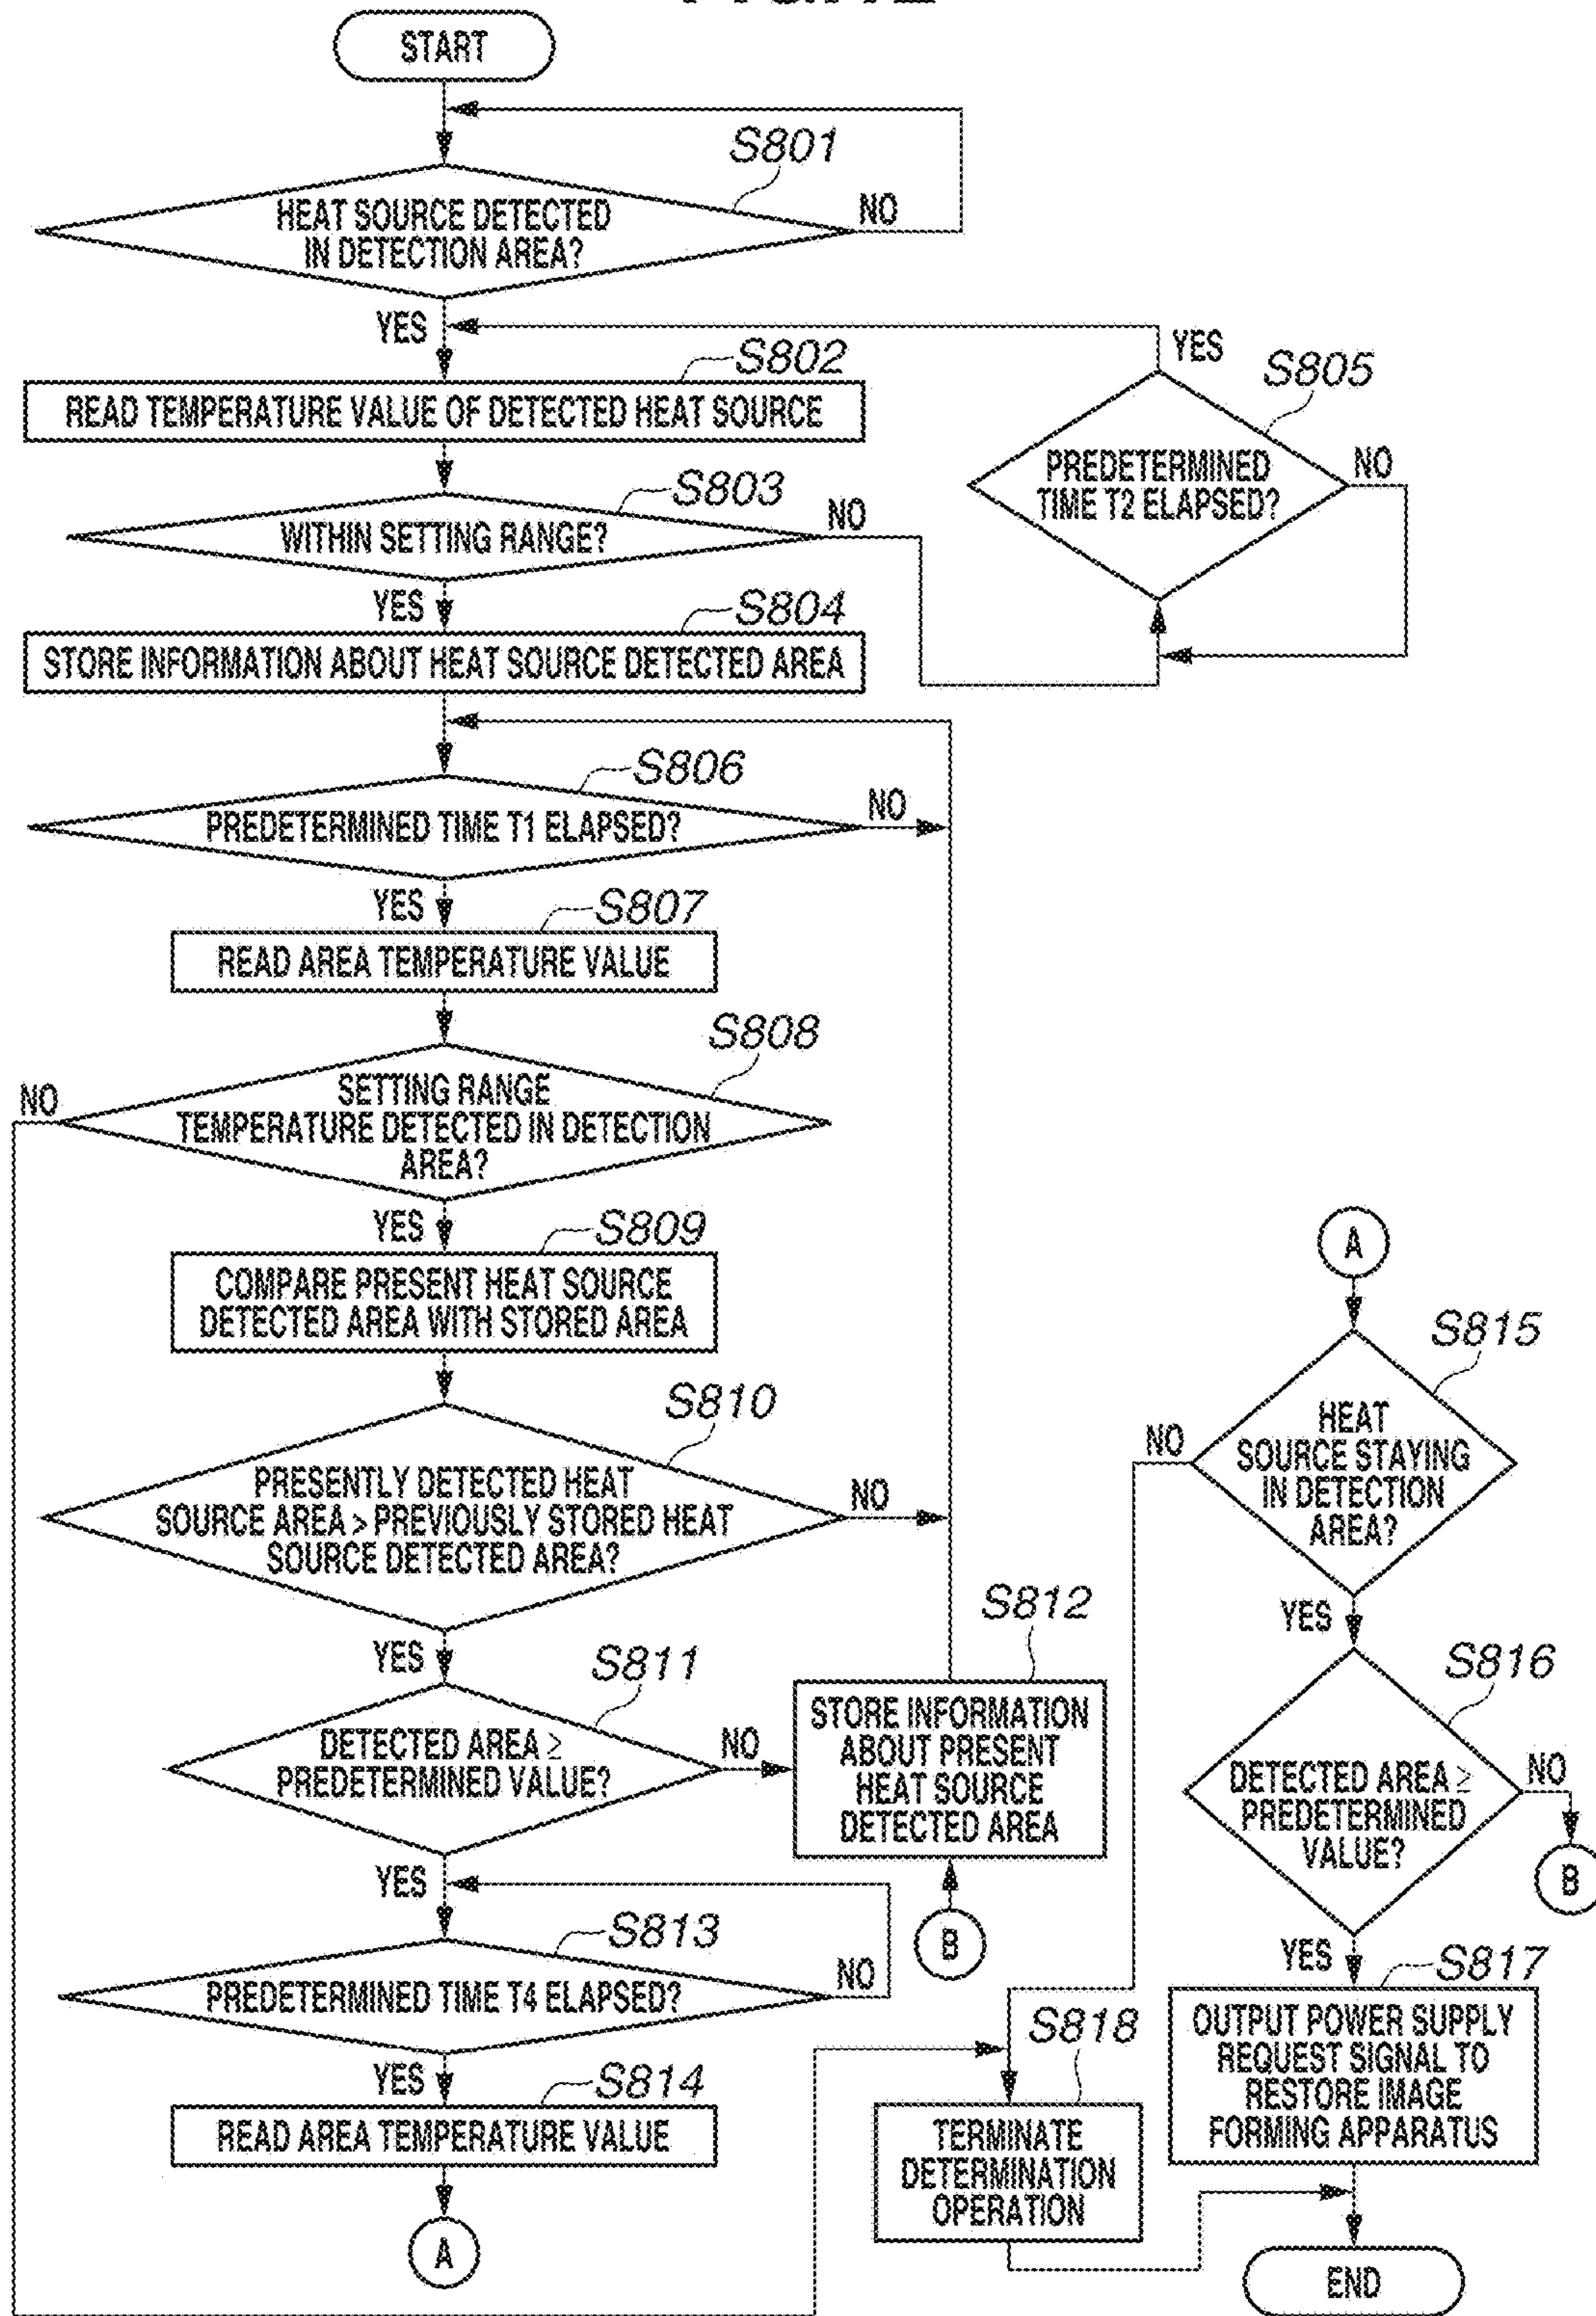 START
S801
HEAT SOURCE DETECTED
IN DETECTION AREA?
NO
YES
S802
READ TEMPERATURE VALUE OF DETECTED HEAT SOURCE
S803
WITHIN SETTING RANGE?
NO
YES
S804
STORE INFORMATION ABOUT HEAT SOURCE DETECTED AREA
YES
S805
PREDETERMINED
TIME T2 ELAPSED?
NO
S806
PREDETERMINED TIME T1 ELAPSED?
NO
YES
S807
READ AREA TEMPERATURE VALUE
S808
NO
SETTING RANGE
TEMPERATURE DETECTED IN DETECTION
AREA?
YES
S809
COMPARE PRESENT HEAT SOURCE
DETECTED AREA WITH STORED AREA
S810
PRESENTLY DETECTED HEAT
SOURCE AREA > PREVIOUSLY STORED HEAT
SOURCE DETECTED AREA?
NO
YES
S811
DETECTED AREA ≥
PREDETERMINED VALUE?
NO
S812
STORE INFORMATION
ABOUT PRESENT
HEAT SOURCE
DETECTED AREA
B
YES
S813
PREDETERMINED TIME T4 ELAPSED?
NO
YES
S814
READ AREA TEMPERATURE VALUE
A
A
S815
HEAT
SOURCE STAYING
IN DETECTION
AREA?
NO
YES
S816
DETECTED AREA ≥
PREDETERMINED
VALUE?
NO
B
YES
S817
OUTPUT POWER SUPPLY
REQUEST SIGNAL TO
RESTORE IMAGE
FORMING APPARATUS
S818
TERMINATE
DETERMINATION
OPERATION
END